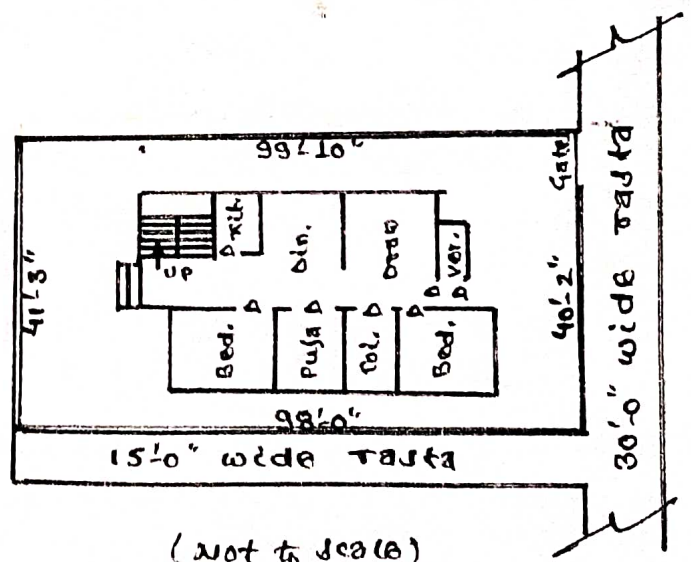 99'-10"
Gate
30'-0" wide rasta
Kit.
Din.
Draw
Ver.
UP
41'-3"
40'-2"
Bed.
Puja
Toi.
Bed.
98'-0"
15'-0" wide rasta
(Not to scale)